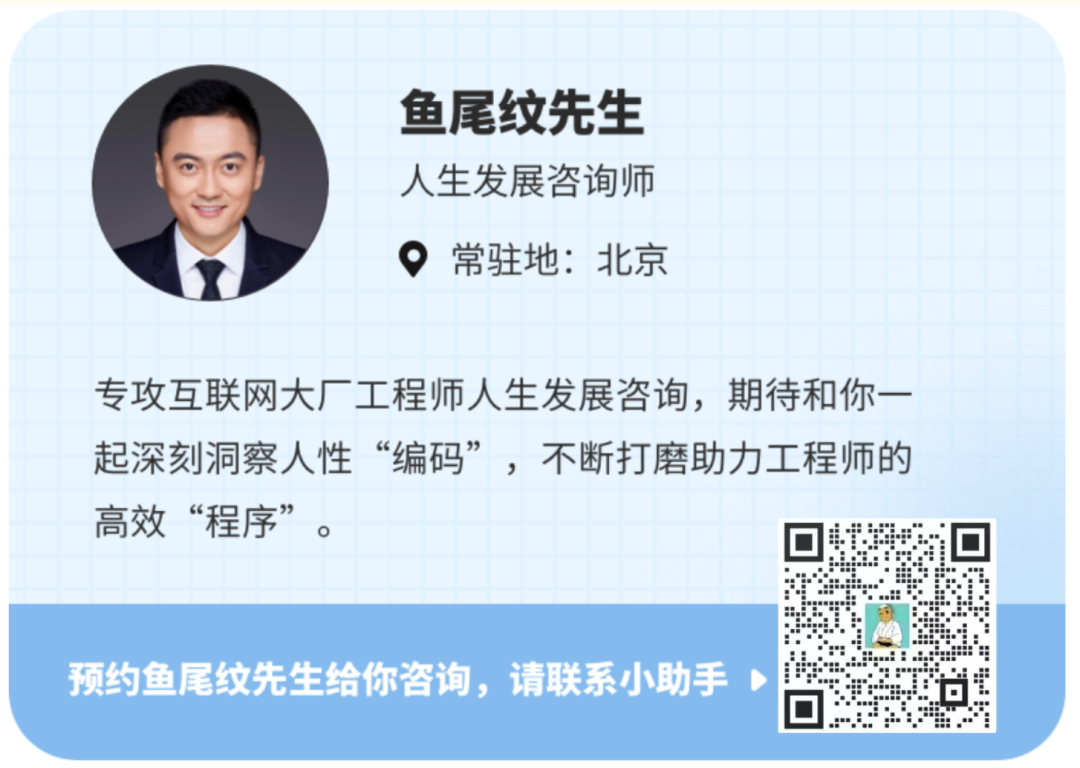 鱼尾纹先生
人生发展咨询师
常驻地：北京
专攻互联网大厂工程师人生发展咨询，期待和你一
起深刻洞察人性“编码”，不断打磨助力工程师的
高效“程序”。
预约鱼尾纹先生给你咨询，请联系小助手